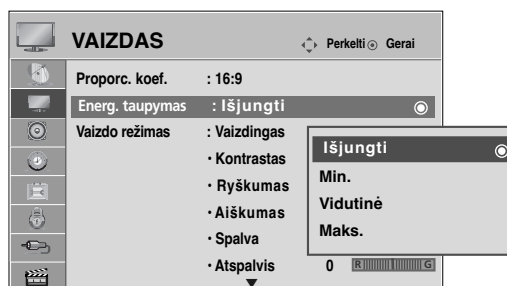 VAIZDAS Perkelti Gerai
Proporc. koef. : 16:9
Energ. taupymas : Išjungti
Vaizdo režimas : Vaizdingas
• Kontrastas
• Ryškumas
• Aiškumas
• Spalva
• Atspalvis 0 R G
Išjungti
Min.
Vidutinė
Maks.